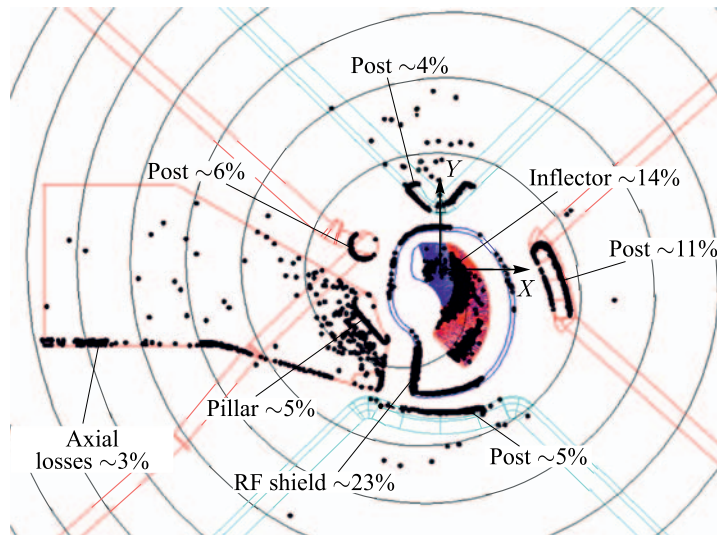 Post ∼4%
Post ∼6%
Y
Inflector ∼14%
Post ∼11%
X
Pillar ∼5%
Axial
losses ∼3%
Post ∼5%
RF shield ∼23%